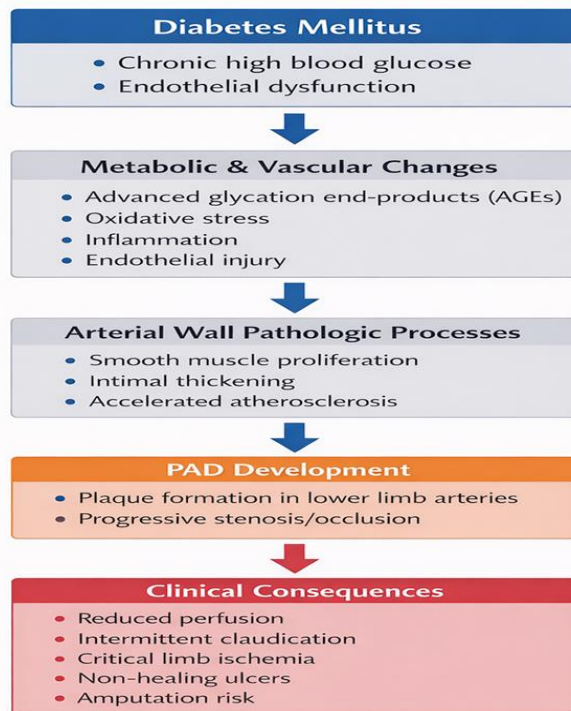 Diabetes Mellitus
• Chronic high blood glucose
• Endothelial dysfunction
Metabolic & Vascular Changes
• Advanced glycation end-products (AGEs)
• Oxidative stress
• Inflammation
• Endothelial injury
Arterial Wall Pathologic Processes
• Smooth muscle proliferation
• Intimal thickening
• Accelerated atherosclerosis
PAD Development
• Plaque formation in lower limb arteries
• Progressive stenosis/occlusion
Clinical Consequences
• Reduced perfusion
• Intermittent claudication
• Critical limb ischemia
• Non-healing ulcers
• Amputation risk